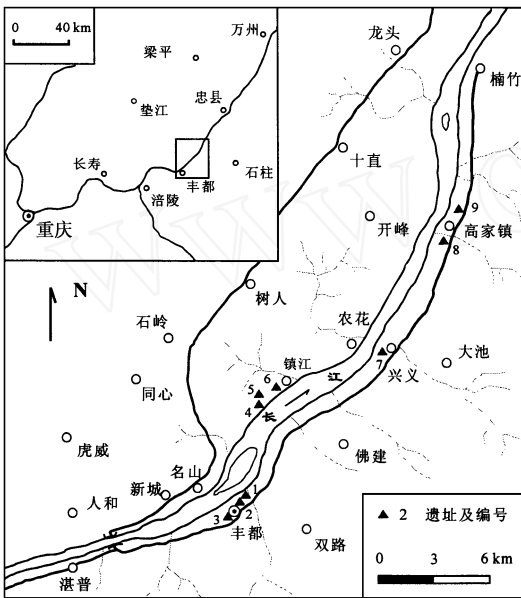 0 40 km
万州
梁平
忠县
垫江
长寿
石柱
丰都
涪陵
重庆
龙头
楠竹
十直
9
开峰
高家镇
8
N
树人
石岭
农花
镇江
江
大池
6
7
兴义
同心
5
4
长
虎威
佛建
名山
新城
1
人和
2
3
丰都
双路
湛普
▲ 2 遗址及编号
0 3 6 km